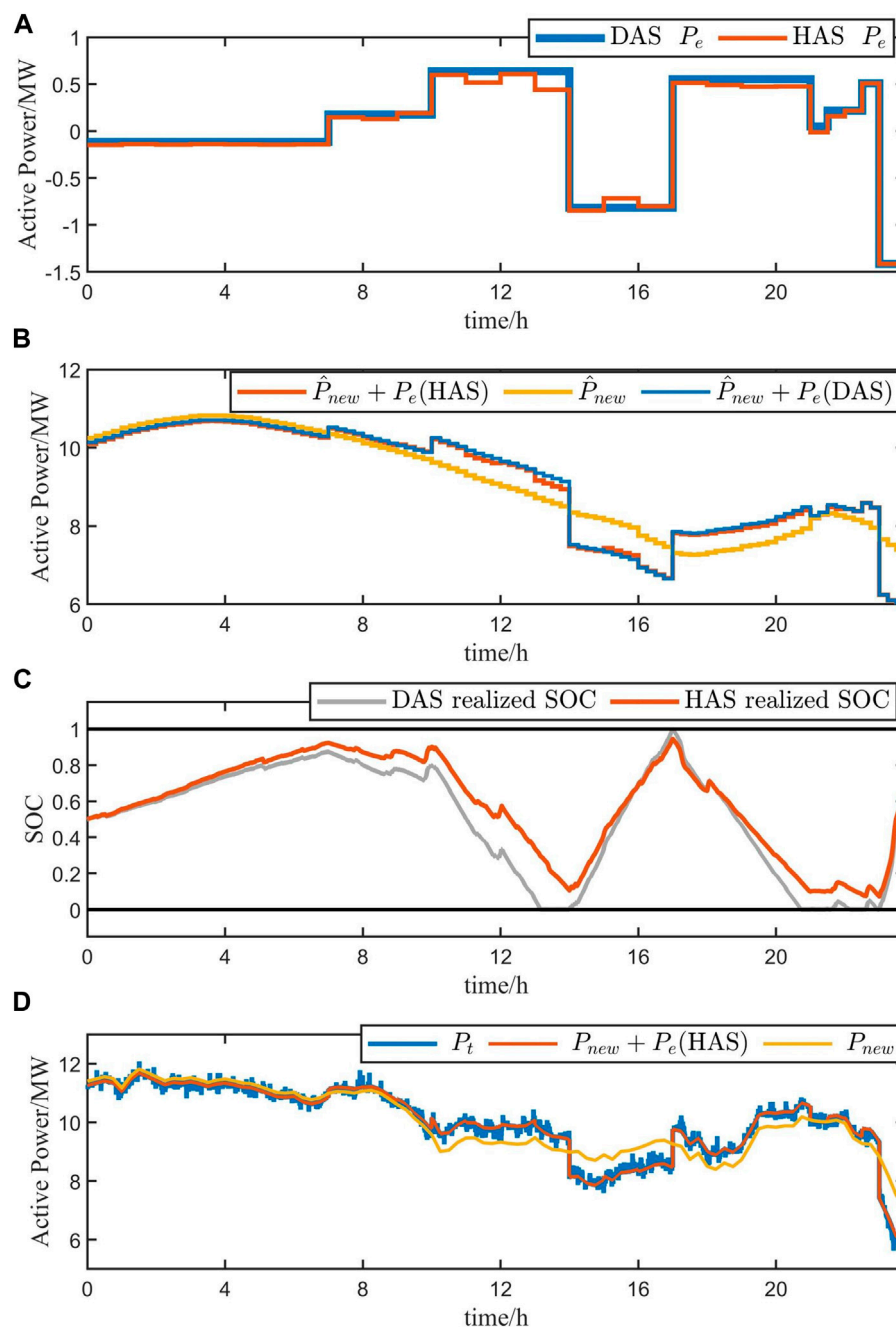 A
DAS P_e HAS P_e
1
0.5
0
-0.5
-1
-1.5
Active Power/MW
0 4 8 12 16 20
time/h
B
P̂_new + P_e(HAS) P̂_new P̂_new + P_e(DAS)
12
10
8
6
Active Power/MW
0 4 8 12 16 20
time/h
C
DAS realized SOC HAS realized SOC
1
0.8
0.6
0.4
0.2
0
SOC
0 4 8 12 16 20
time/h
D
P_t P_new + P_e(HAS) P_new
12
10
8
6
Active Power/MW
0 4 8 12 16 20
time/h